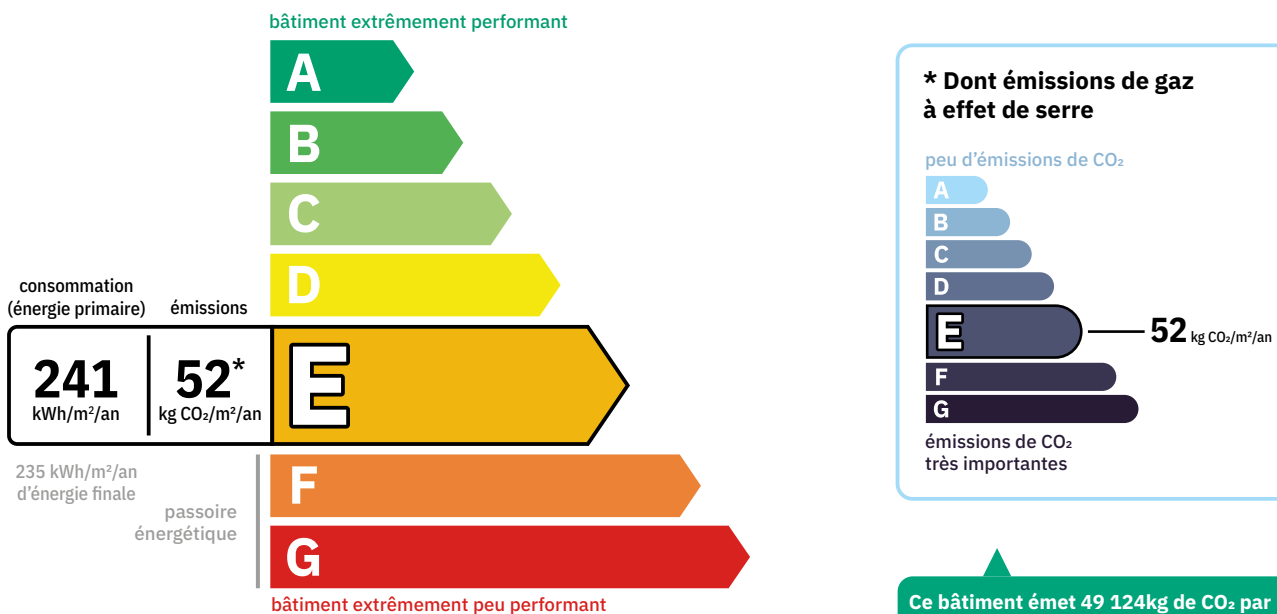 bâtiment extrêmement performant
A
B
C
D
consommation
(énergie primaire)
émissions
241
kWh/m²/an
52*
kg CO₂/m²/an
E
235 kWh/m²/an
d'énergie finale
passoire
énergétique
F
G
bâtiment extrêmement peu performant
* Dont émissions de gaz
à effet de serre
peu d'émissions de CO₂
A
B
C
D
E
52 kg CO₂/m²/an
F
G
émissions de CO₂
très importantes
Ce bâtiment émet 49 124kg de CO₂ par